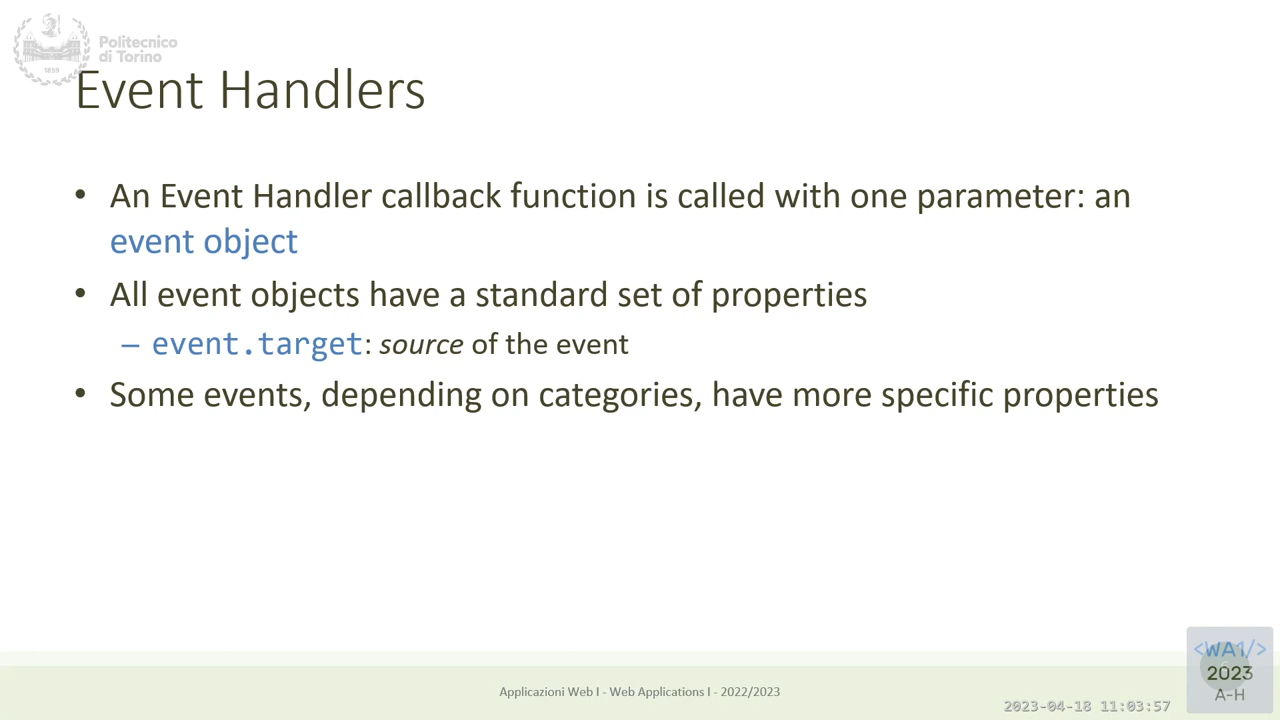 Politecnico
di Torino
1859
Event Handlers
• An Event Handler callback function is called with one parameter: an
event object
• All event objects have a standard set of properties
– event.target: source of the event
• Some events, depending on categories, have more specific properties
Applicazioni Web I - Web Applications I - 2022/2023
2023-04-18 11:03:57
<WA1/>
2023
A-H